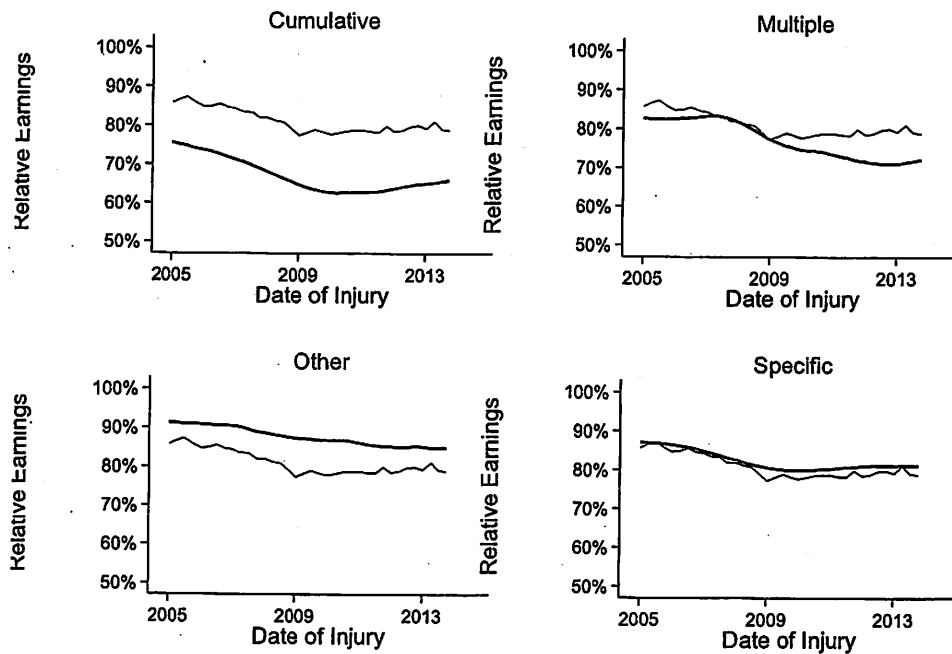 Cumulative
100%
90%
80%
70%
60%
50%
Relative Earnings
2005 2009 2013
Date of Injury
Multiple
100%
90%
80%
70%
60%
50%
Relative Earnings
2005 2009 2013
Date of Injury
Other
100%
90%
80%
70%
60%
50%
Relative Earnings
2005 2009 2013
Date of Injury
Specific
100%
90%
80%
70%
60%
50%
Relative Earnings
2005 2009 2013
Date of Injury